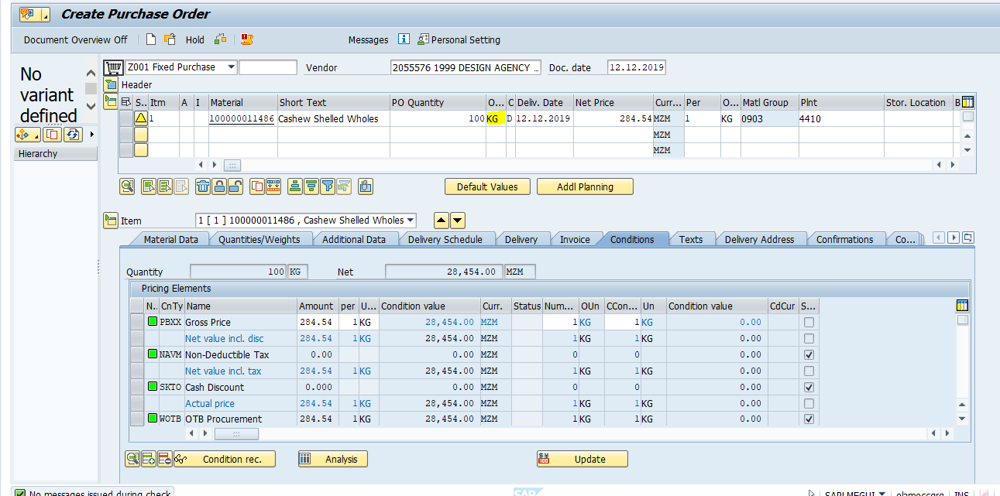 Create Purchase Order
Document Overview Off Hold Messages Personal Setting
No variant defined
Hierarchy
Z001 Fixed Purchase Vendor 2055576 1999 DESIGN AGENCY ... Doc. date 12.12.2019
Header
S.. Itm A I Material Short Text PO Quantity O... C Deliv. Date Net Price Curr... Per O... Matl Group Plnt Stor. Location B
1 100000011486 Cashew Shelled Wholes 100 KG D 12.12.2019 284.54 MZM 1 KG 0903 4410
MZM
MZM
Default Values Addl Planning
Item 1 [ 1 ] 100000011486 , Cashew Shelled Wholes
Material Data Quantities/Weights Additional Data Delivery Schedule Delivery Invoice Conditions Texts Delivery Address Confirmations Co...
Quantity 100 KG Net 28,454.00 MZM
Pricing Elements
N.. CnTy Name Amount per U... Condition value Curr. Status Num... OUn CCon... Un Condition value CdCur S...
PBXX Gross Price 284.54 1 KG 28,454.00 MZM 1 KG 1 KG 0.00
Net value incl. disc 284.54 1 KG 28,454.00 MZM 1 KG 1 KG 0.00
NAVM Non-Deductible Tax 0.00 0.00 MZM 0 0 0.00
Net value incl. tax 284.54 1 KG 28,454.00 MZM 1 KG 1 KG 0.00
SKTO Cash Discount 0.000 0.00 MZM 0 0 0.00
Actual price 284.54 1 KG 28,454.00 MZM 1 KG 1 KG 0.00
WOTB OTB Procurement 284.54 1 KG 28,454.00 MZM 1 KG 1 KG 0.00
Condition rec. Analysis Update
No messages issued during check SAP INS